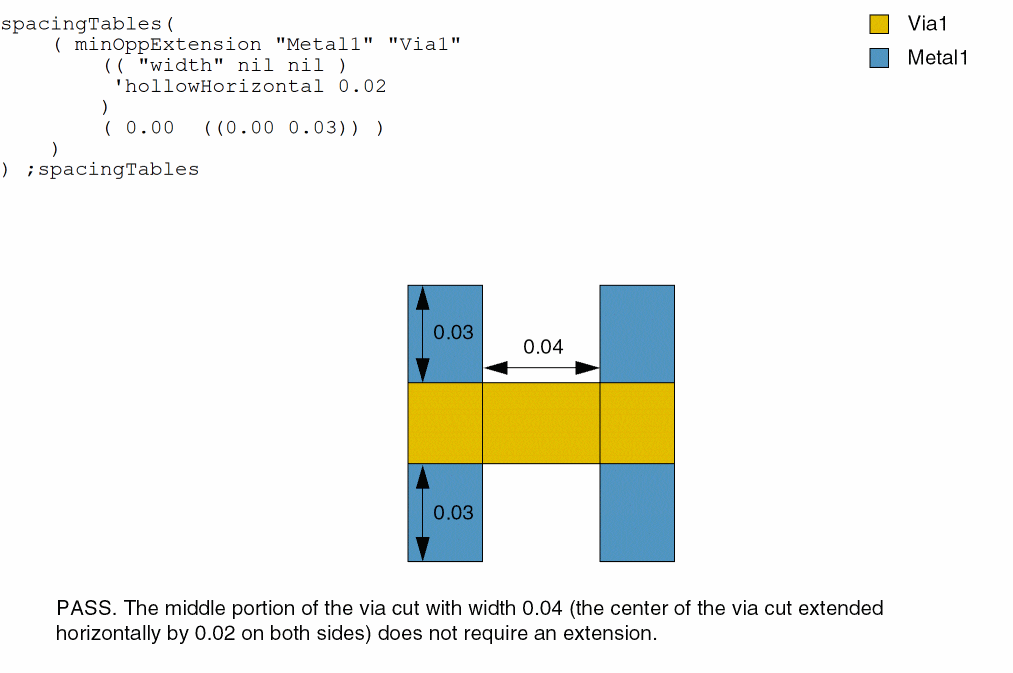 spacingTables(
( minOppExtension "Metal1" "Via1"
(( "width" nil nil )
'hollowHorizontal 0.02
)
( 0.00 ((0.00 0.03)) )
)
) ;spacingTables
Via1
Metal1
0.03
0.04
0.03
PASS. The middle portion of the via cut with width 0.04 (the center of the via cut extended
horizontally by 0.02 on both sides) does not require an extension.